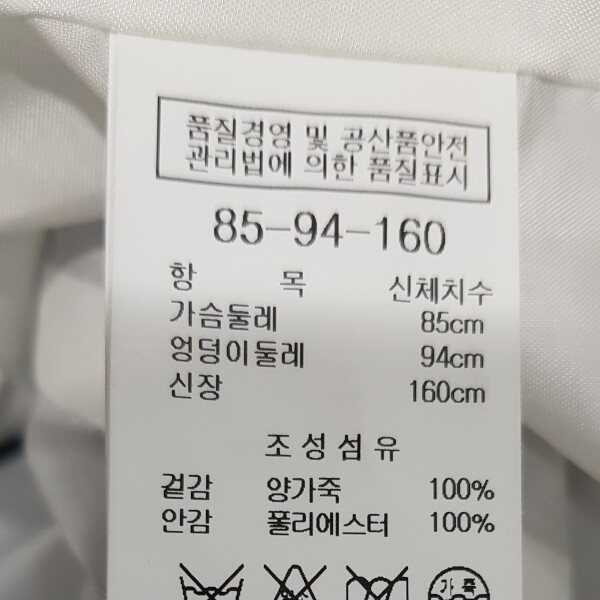 품질경영 및 공산품안전
관리법에 의한 품질표시
85-94-160
항 목 신체치수
가슴둘레 85cm
엉덩이둘레 94cm
신장 160cm
조성섬유
겉감 양가죽 100%
안감 폴리에스터 100%
가죽